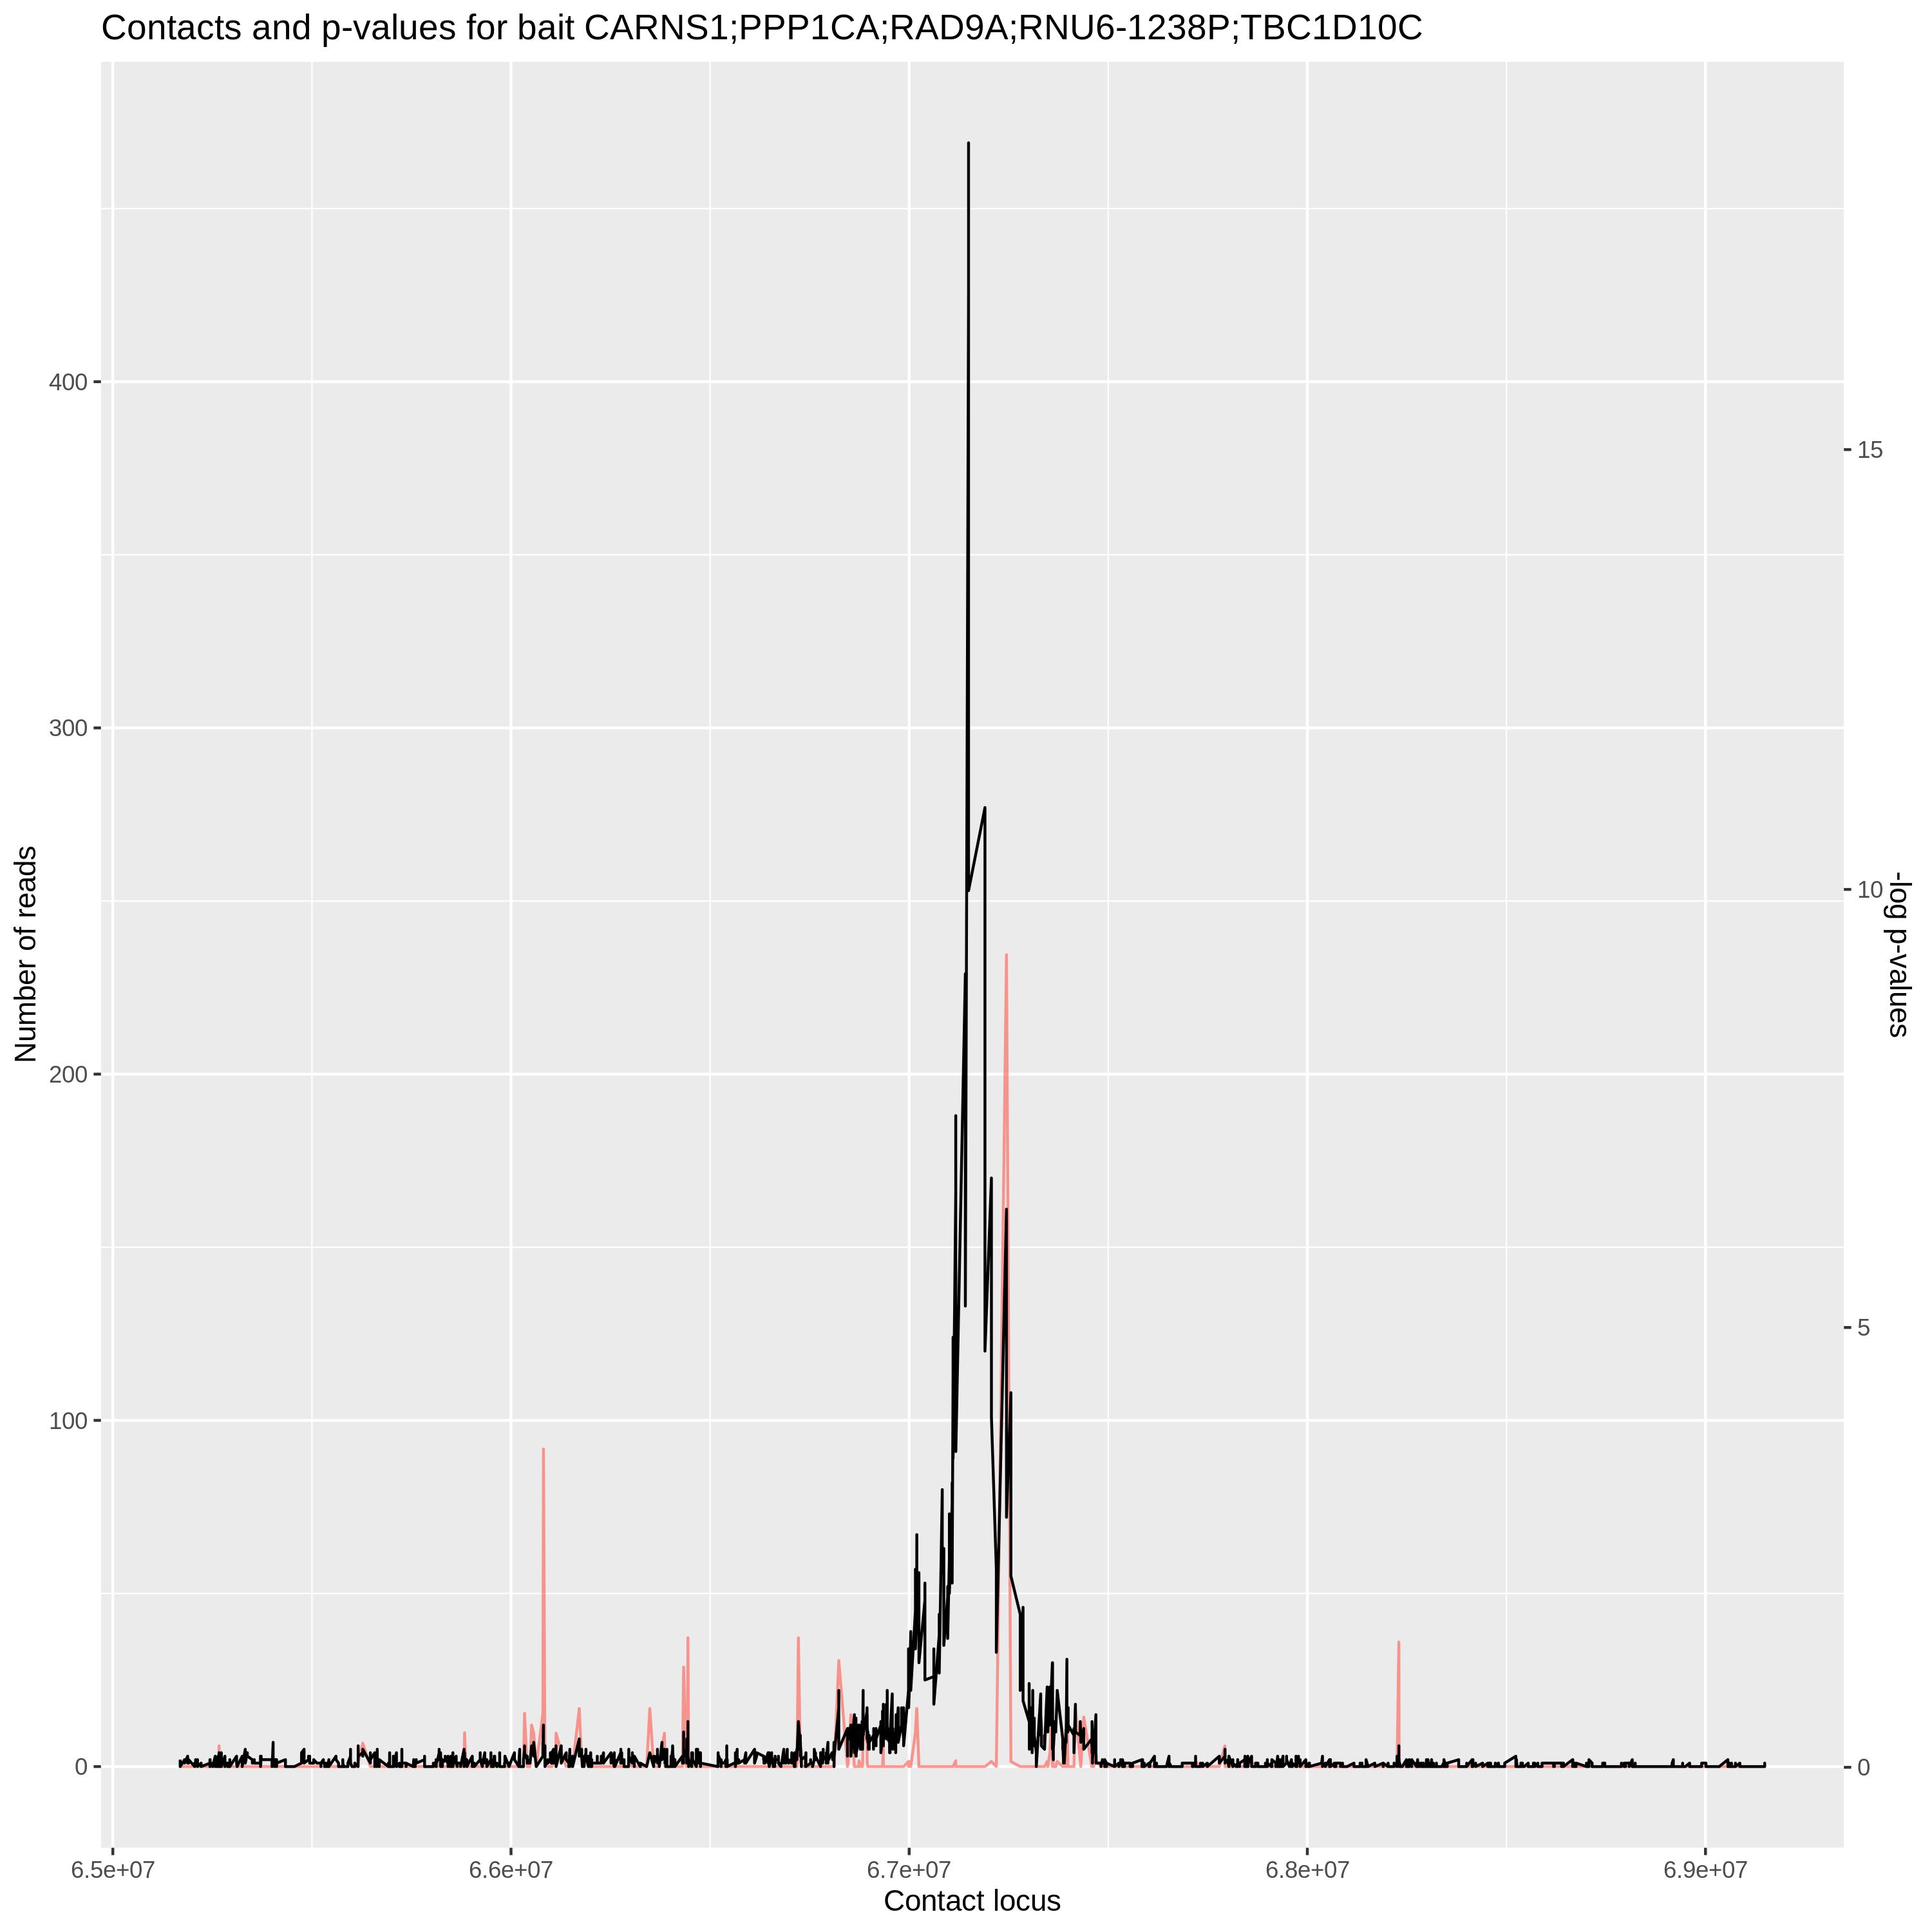 Contacts and p-values for bait CARNS1;PPP1CA;RAD9A;RNU6-1238P;TBC1D10C
Number of reads
400
300
200
100
0
15
10
5
0
-log p-values
6.5e+07 6.6e+07 6.7e+07 6.8e+07 6.9e+07
Contact locus